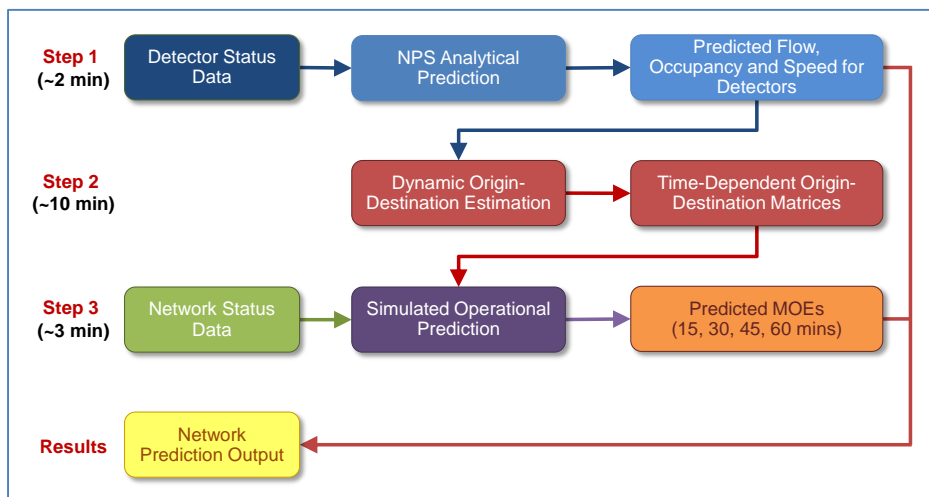 Step 1
(~2 min)
Detector Status
Data
NPS Analytical
Prediction
Predicted Flow,
Occupancy and Speed for
Detectors
Step 2
(~10 min)
Dynamic Origin-
Destination Estimation
Time-Dependent Origin-
Destination Matrices
Step 3
(~3 min)
Network Status
Data
Simulated Operational
Prediction
Predicted MOEs
(15, 30, 45, 60 mins)
Results
Network
Prediction Output